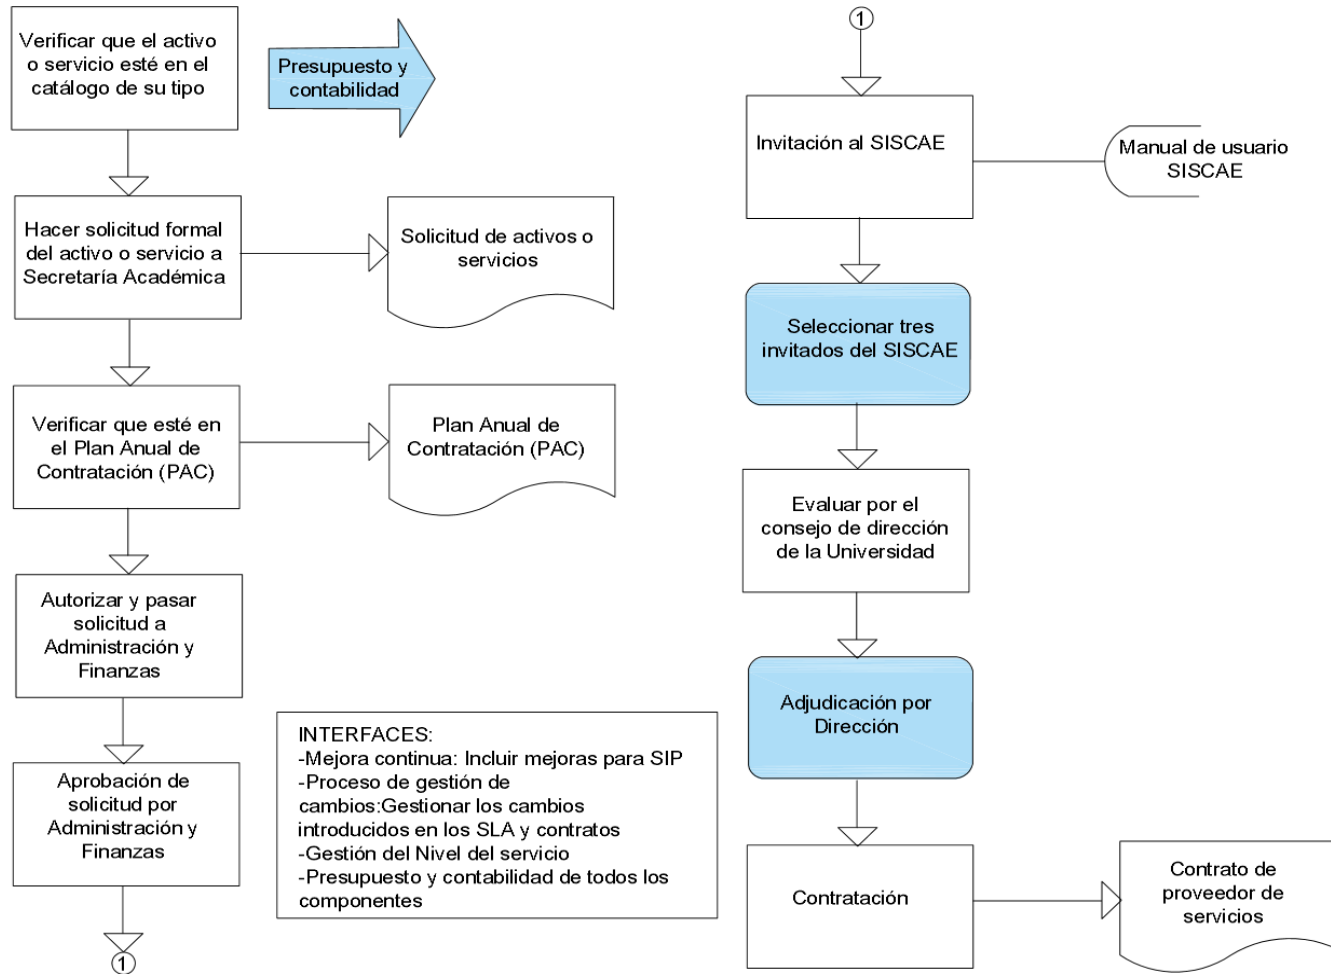 Verificar que el activo
o servicio esté en el
catálogo de su tipo
Presupuesto y
contabilidad
Hacer solicitud formal
del activo o servicio a
Secretaría Académica
Solicitud de activos o
servicios
Verificar que esté en
el Plan Anual de
Contratación (PAC)
Plan Anual de
Contratación (PAC)
Autorizar y pasar
solicitud a
Administración y
Finanzas
Aprobación de
solicitud por
Administración y
Finanzas
1
INTERFACES:
-Mejora continua: Incluir mejoras para SIP
-Proceso de gestión de
cambios:Gestionar los cambios
introducidos en los SLA y contratos
-Gestión del Nivel del servicio
-Presupuesto y contabilidad de todos los
componentes
1
Invitación al SISCAE
Manual de usuario
SISCAE
Seleccionar tres
invitados del SISCAE
Evaluar por el
consejo de dirección
de la Universidad
Adjudicación por
Dirección
Contratación
Contrato de
proveedor de
servicios